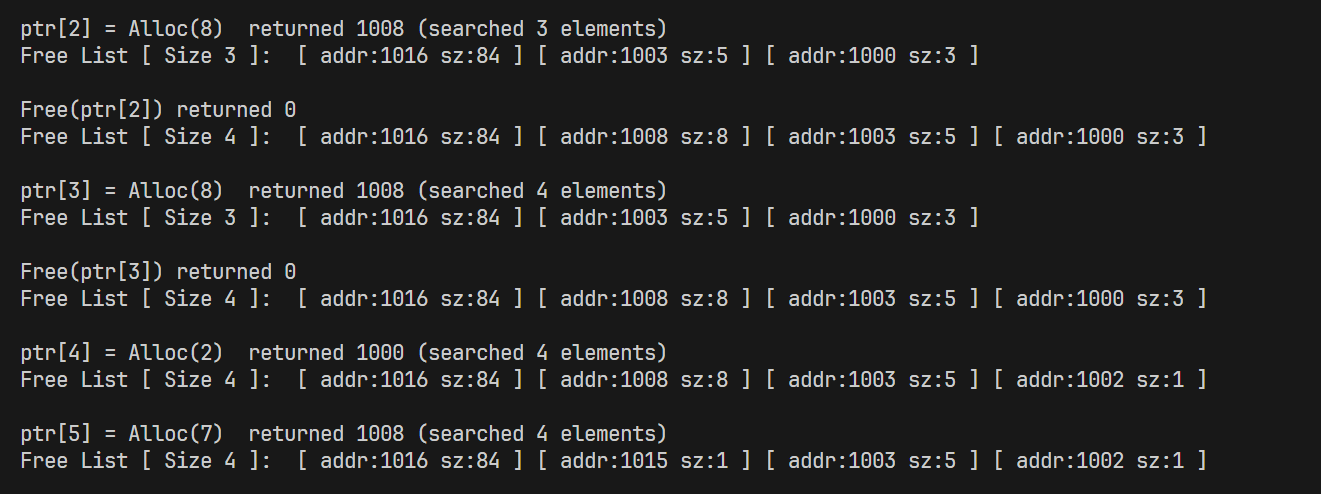 ptr[2] = Alloc(8)  returned 1008 (searched 3 elements)
Free List [ Size 3 ]:  [ addr:1016 sz:84 ] [ addr:1003 sz:5 ] [ addr:1000 sz:3 ]

Free(ptr[2]) returned 0
Free List [ Size 4 ]:  [ addr:1016 sz:84 ] [ addr:1008 sz:8 ] [ addr:1003 sz:5 ] [ addr:1000 sz:3 ]

ptr[3] = Alloc(8)  returned 1008 (searched 4 elements)
Free List [ Size 3 ]:  [ addr:1016 sz:84 ] [ addr:1003 sz:5 ] [ addr:1000 sz:3 ]

Free(ptr[3]) returned 0
Free List [ Size 4 ]:  [ addr:1016 sz:84 ] [ addr:1008 sz:8 ] [ addr:1003 sz:5 ] [ addr:1000 sz:3 ]

ptr[4] = Alloc(2)  returned 1000 (searched 4 elements)
Free List [ Size 4 ]:  [ addr:1016 sz:84 ] [ addr:1008 sz:8 ] [ addr:1003 sz:5 ] [ addr:1002 sz:1 ]

ptr[5] = Alloc(7)  returned 1008 (searched 4 elements)
Free List [ Size 4 ]:  [ addr:1016 sz:84 ] [ addr:1015 sz:1 ] [ addr:1003 sz:5 ] [ addr:1002 sz:1 ]